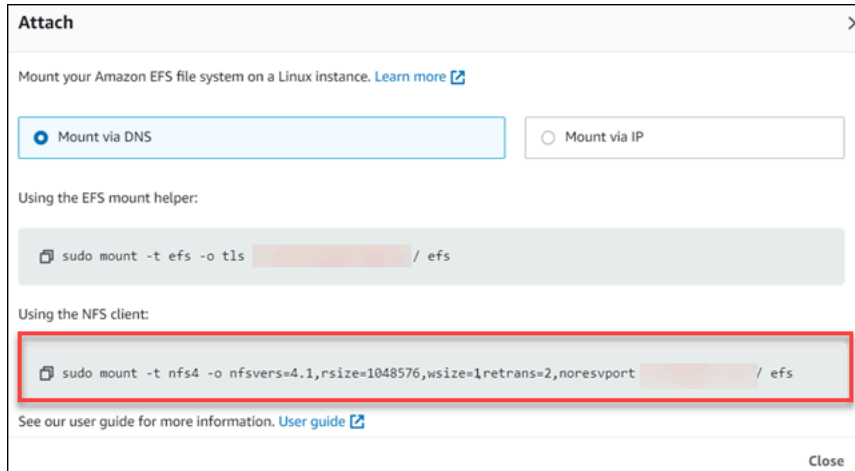 Attach
Mount your Amazon EFS file system on a Linux instance. Learn more
Mount via DNS
Mount via IP
Using the EFS mount helper:
sudo mount -t efs -o tls / efs
Using the NFS client:
sudo mount -t nfs4 -o nfsvers=4.1,rsize=1048576,wsize=1,retrans=2,noresvport / efs
See our user guide for more information. User guide
Close